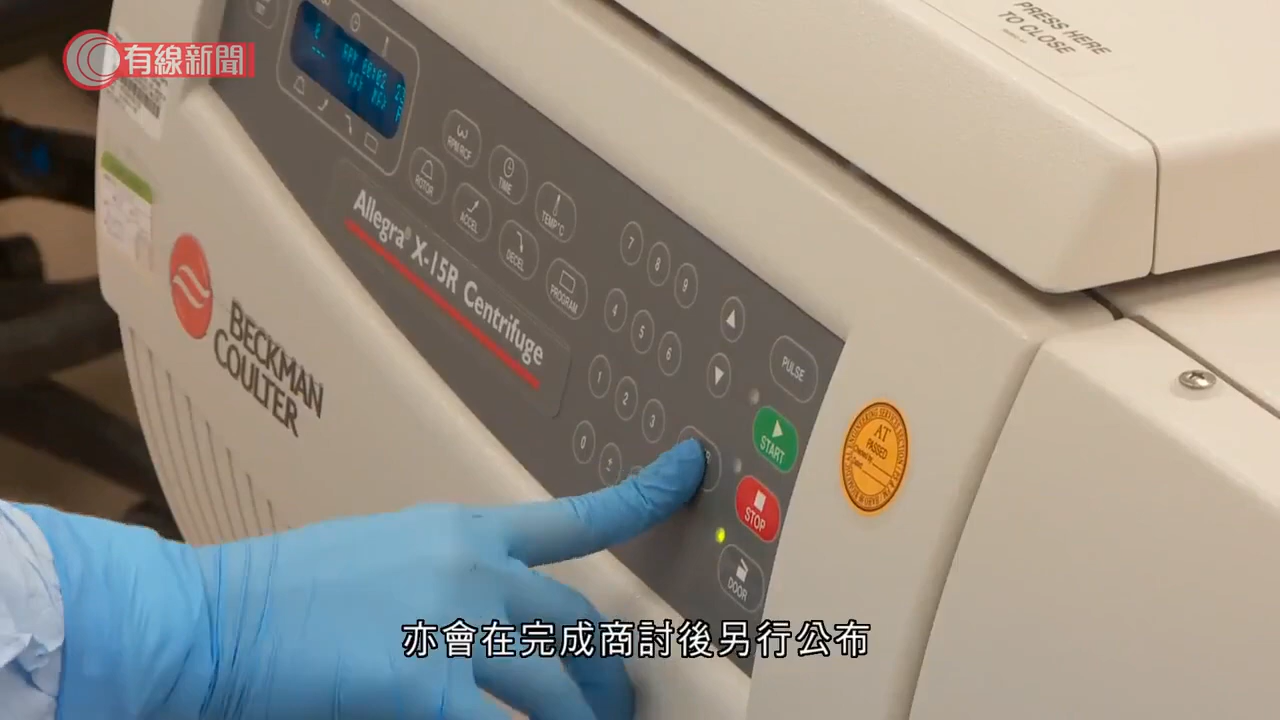 有線新聞
PRESS HERE
TO CLOSE
RPM/RCF
TIME
TEMP°C
ROTOR
ACCEL
DECEL
PROGRAM
Allegra® X-15R Centrifuge
BECKMAN
COULTER
7
8
9
4
5
6
1
2
3
0
PULSE
START
STOP
DOOR
AT
PASSED
亦會在完成商討後另行公布